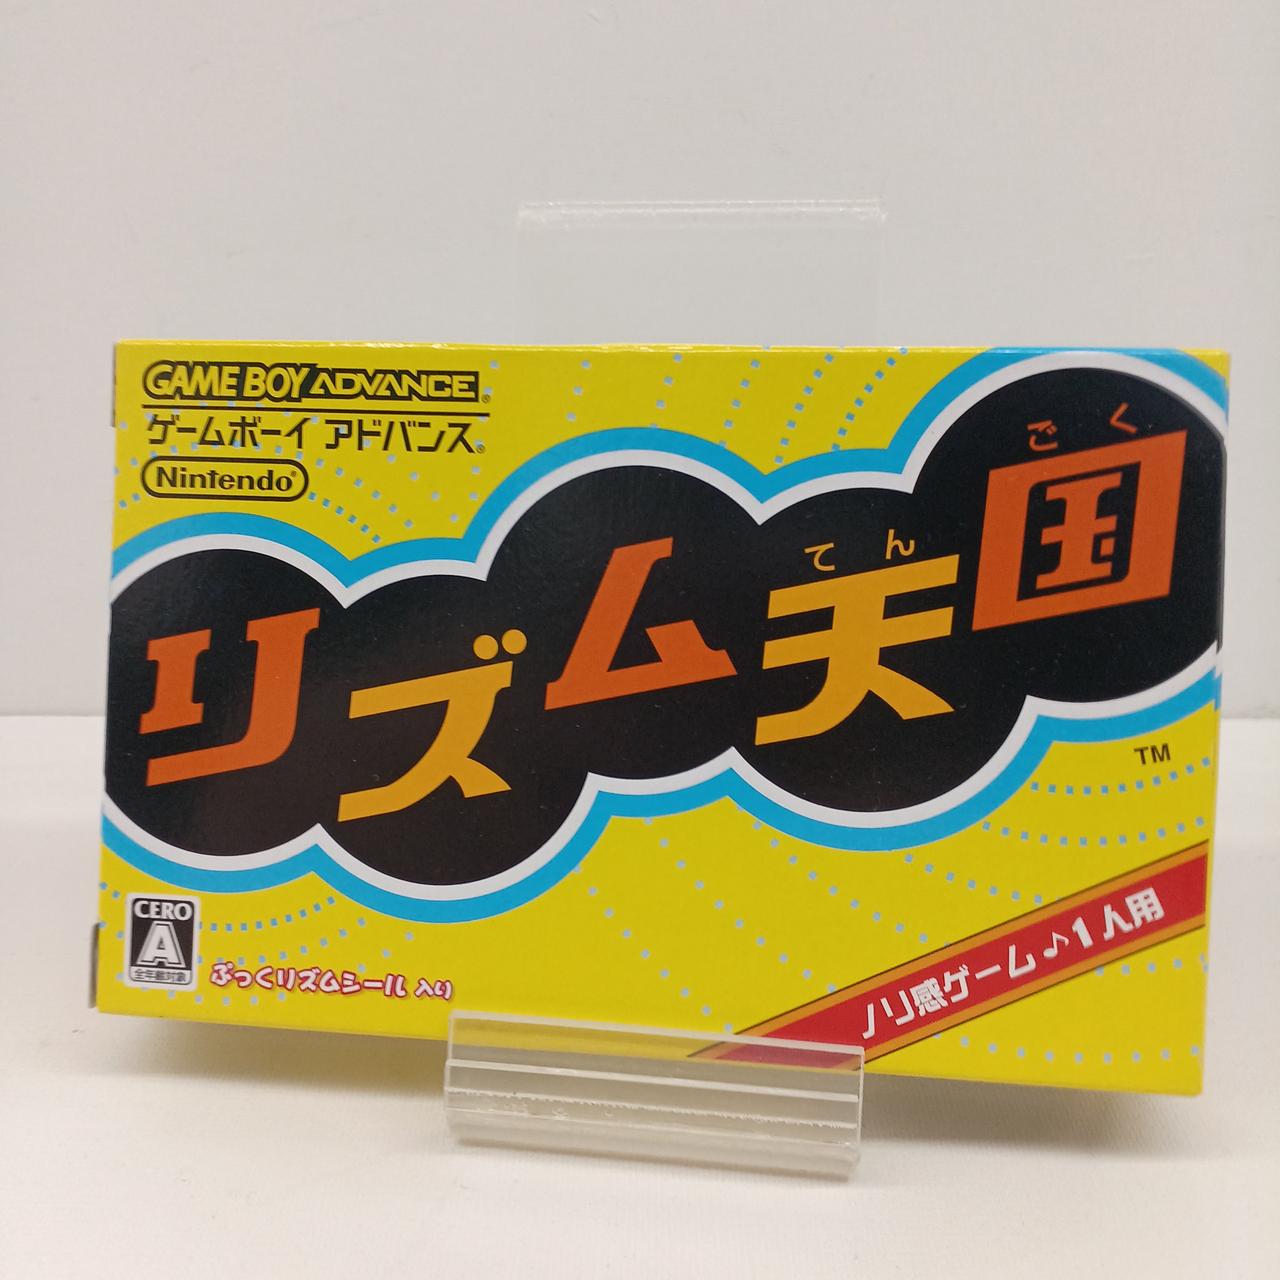 GAME BOY ADVANCE®
ゲームボーイ アドバンス®
Nintendo®
ごく
てん
リズム天国
TM
CERO
A
全年齢対象
ぷっくリズムシール 入り
ノリ感ゲーム♪1人用